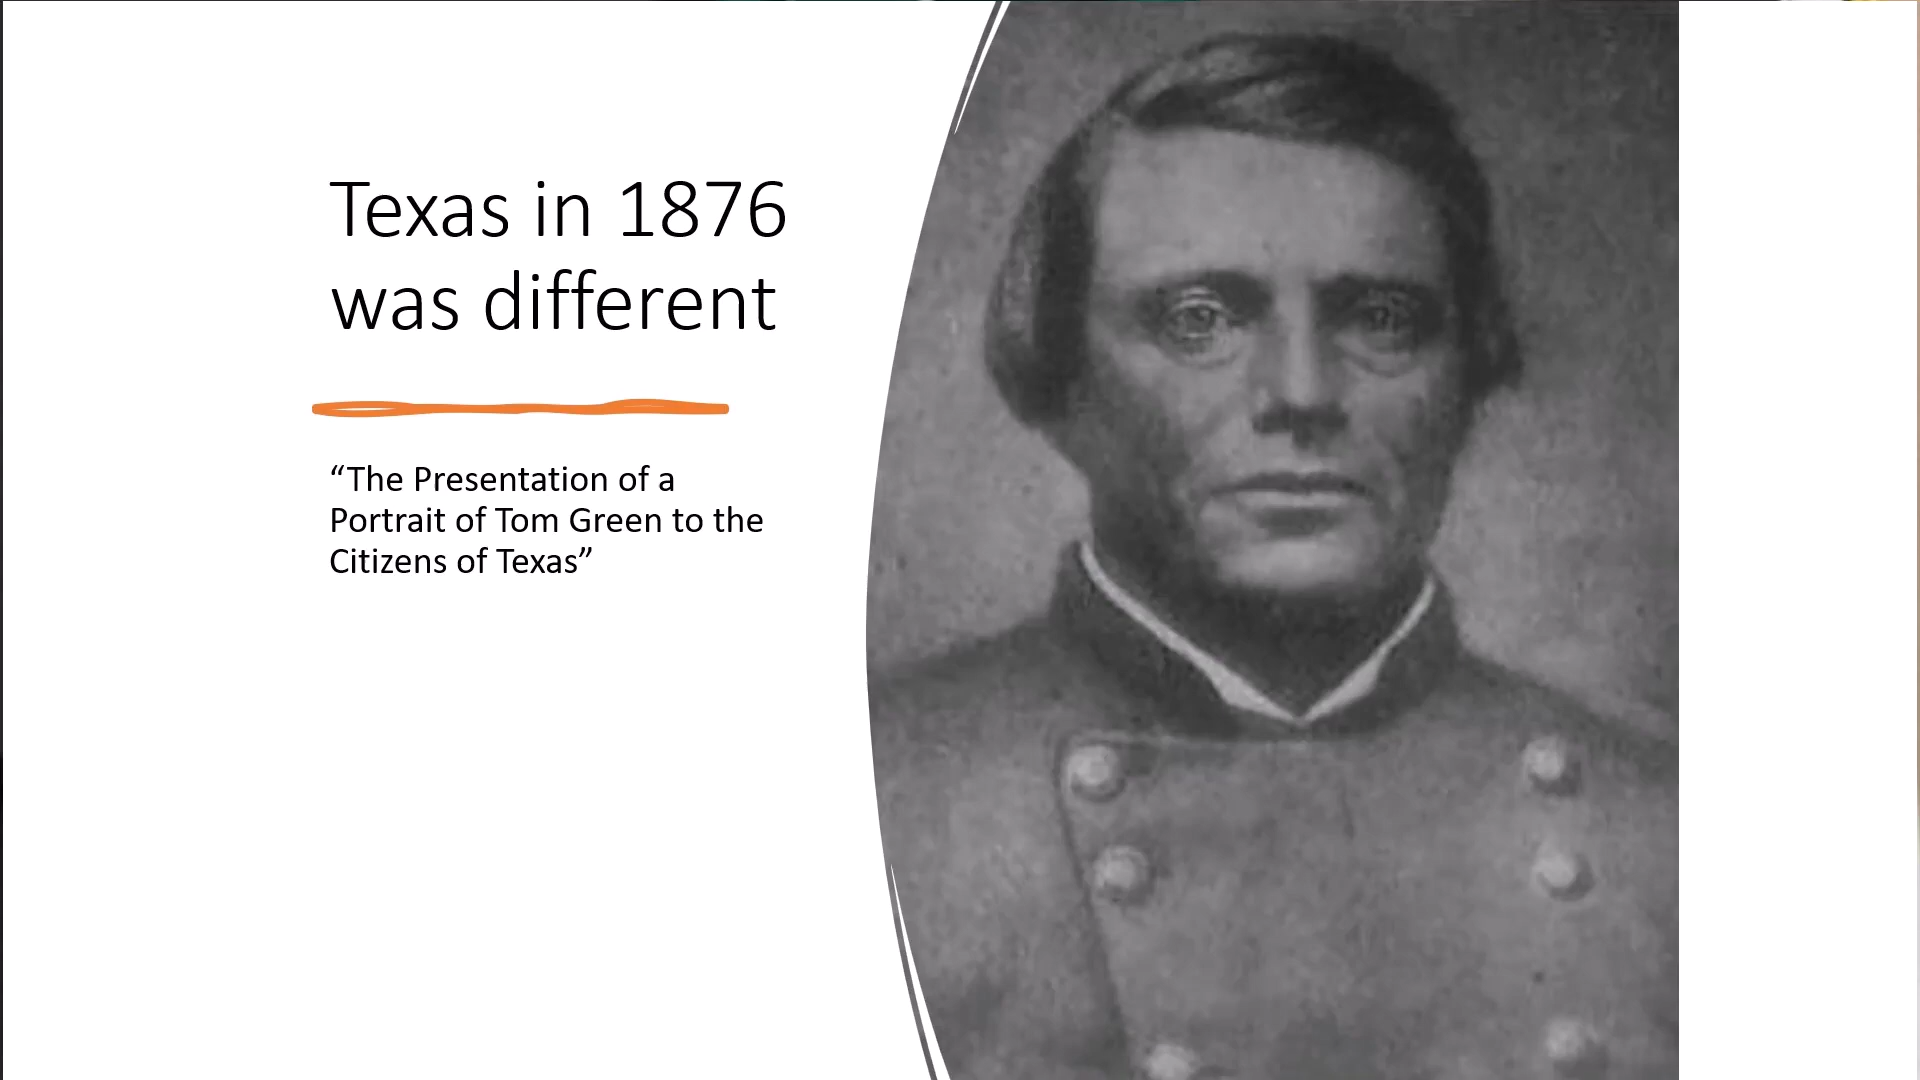 Texas in 1876
was different
“The Presentation of a
Portrait of Tom Green to the
Citizens of Texas”